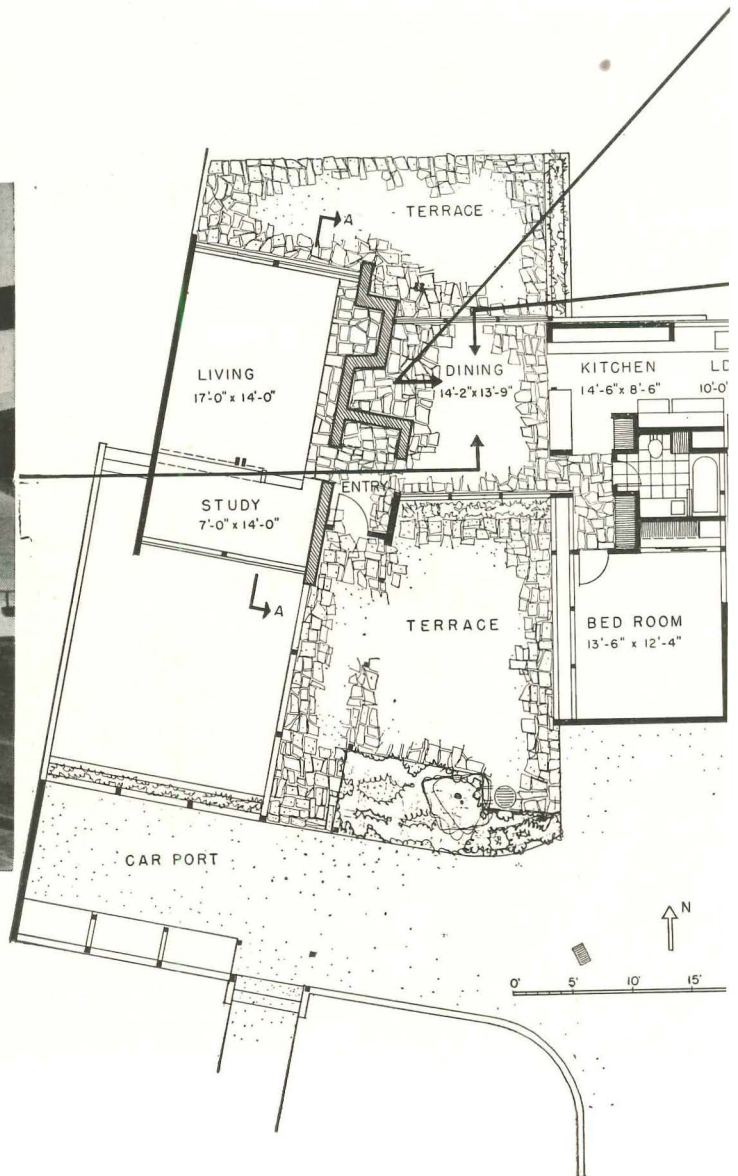 TERRACE
A
LIVING
17'-0" x 14'-0"
DINING
14'-2" x 13'-9"
KITCHEN
14'-6" x 8'-6"
ENTRY
STUDY
7'-0" x 14'-0"
A
TERRACE
BED ROOM
13'-6" x 12'-4"
CAR PORT
N
0' 5' 10' 15'